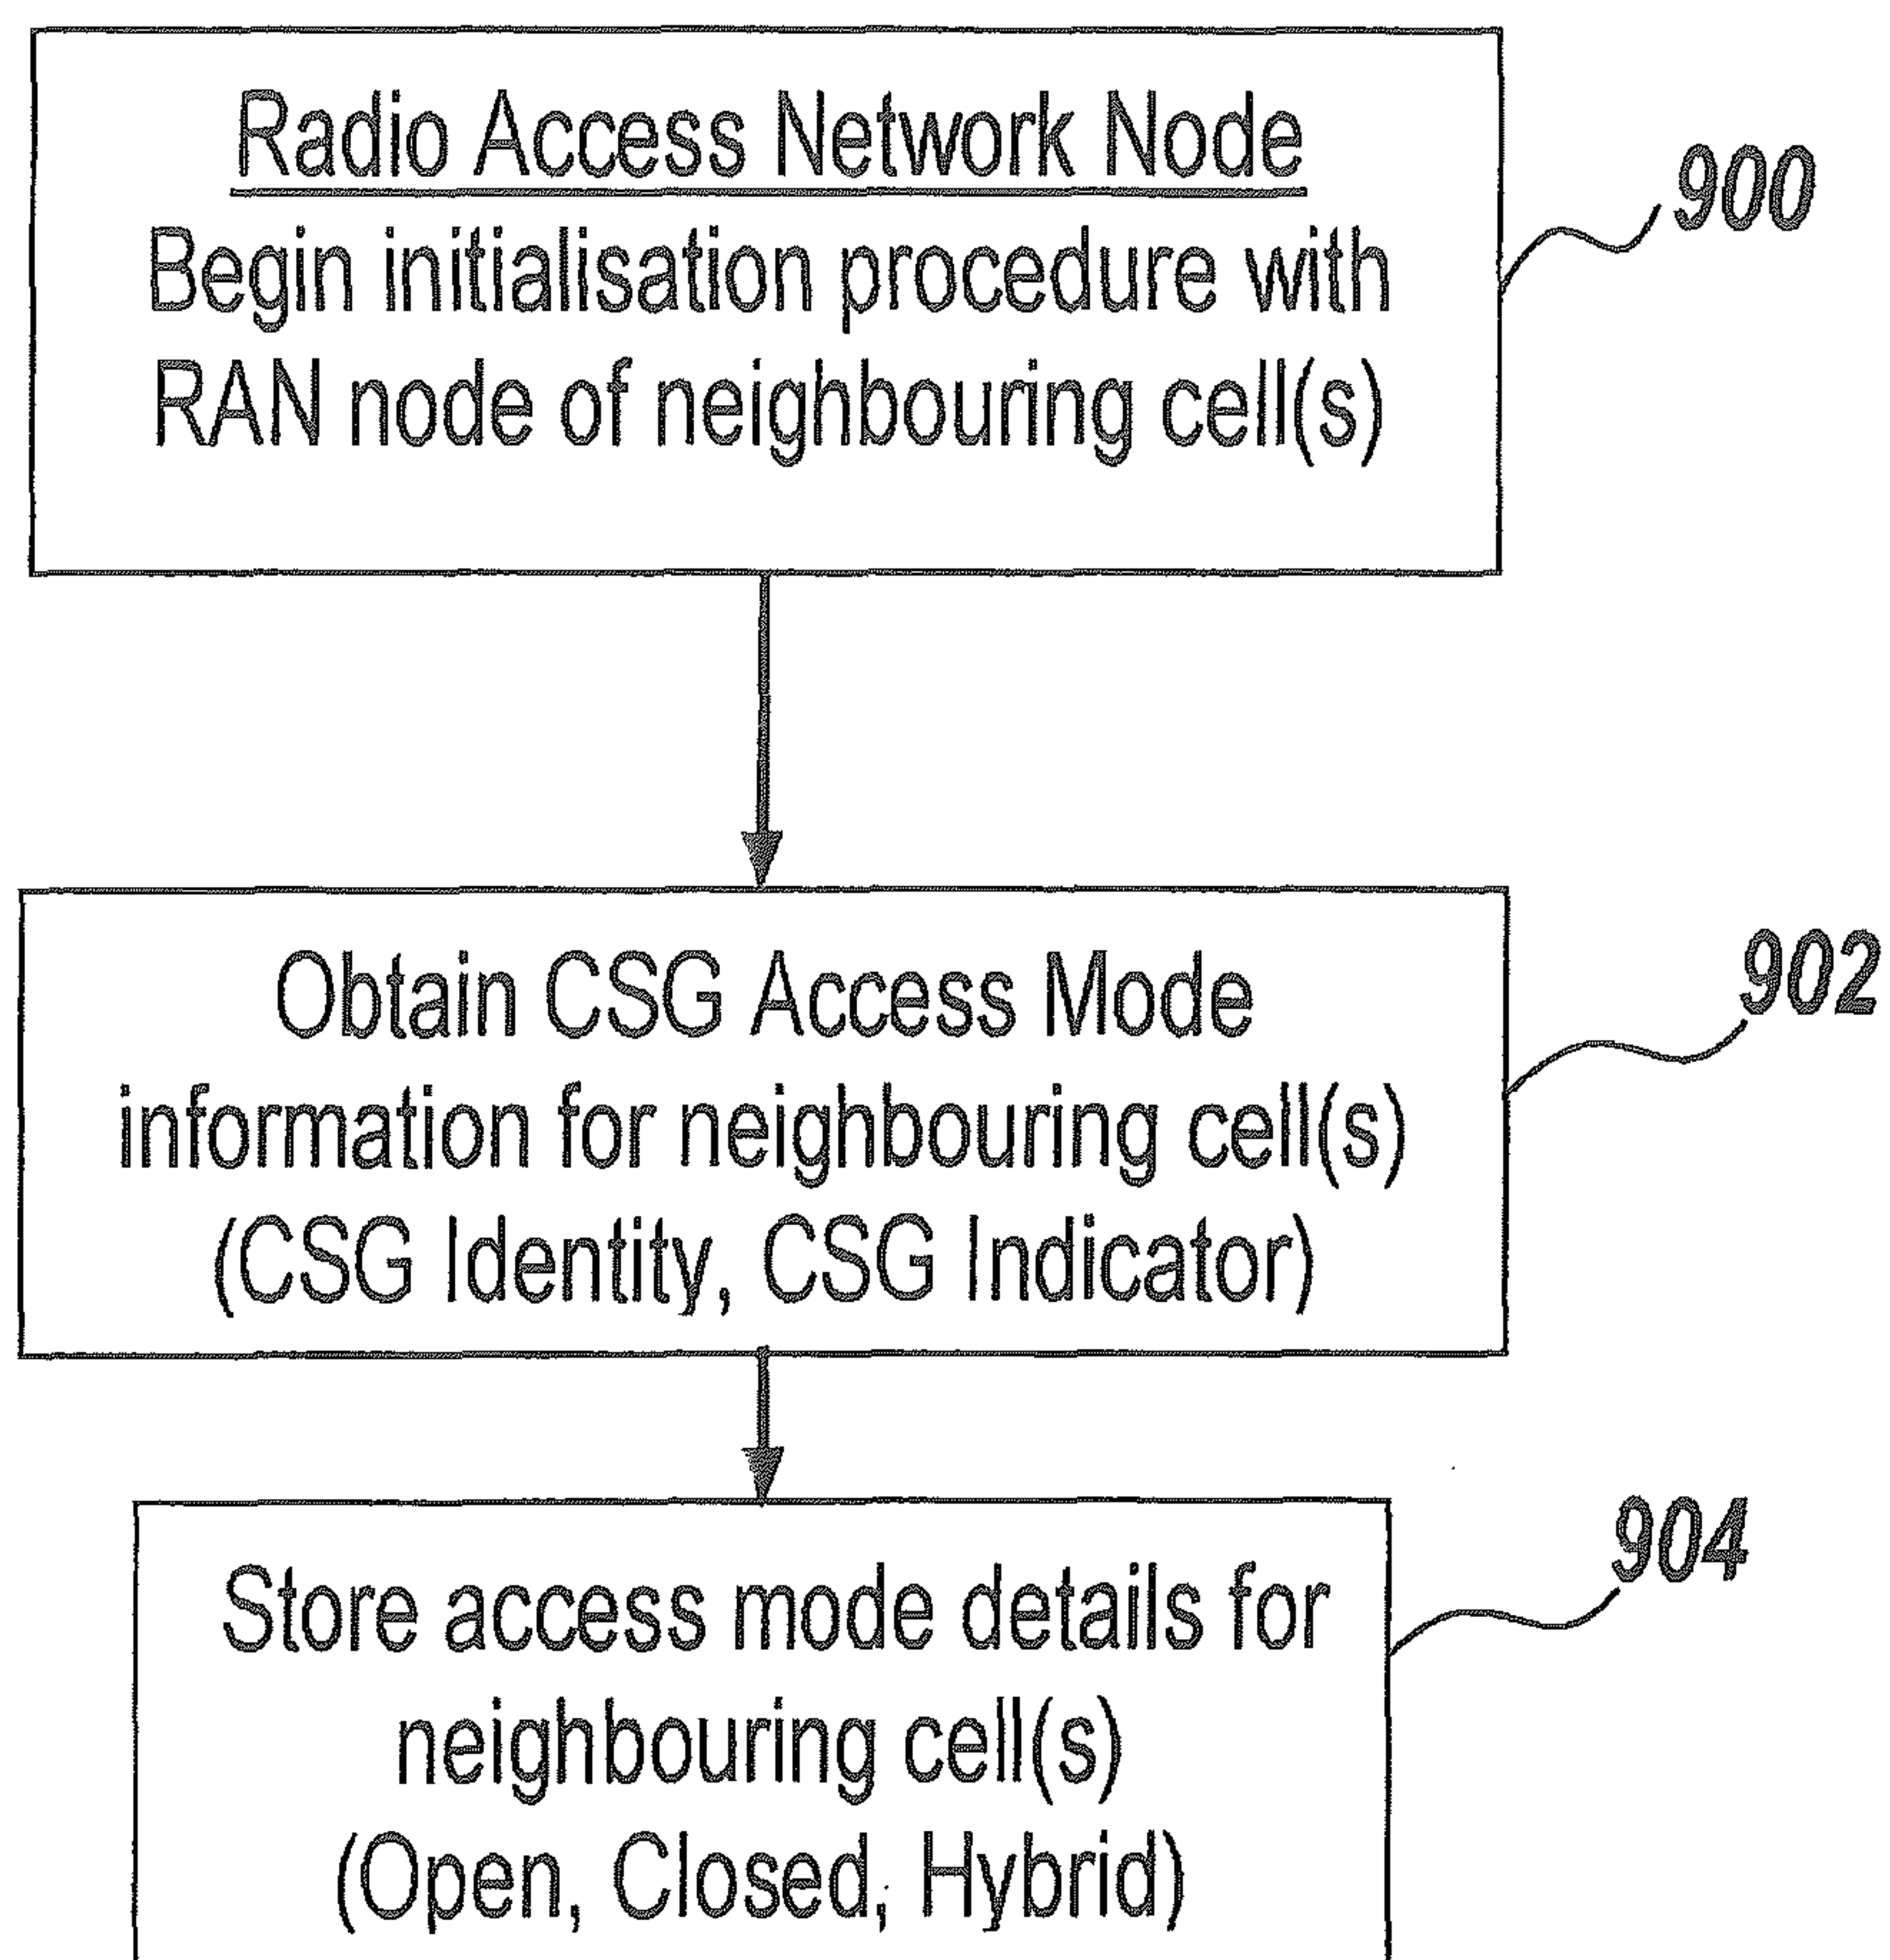 Radio Access Network Node
Begin initialisation procedure with
RAN node of neighbouring cell(s)
900
Obtain CSG Access Mode
information for neighbouring cell(s)
(CSG Identity, CSG Indicator)
902
Store access mode details for
neighbouring cell(s)
(Open, Closed, Hybrid)
904